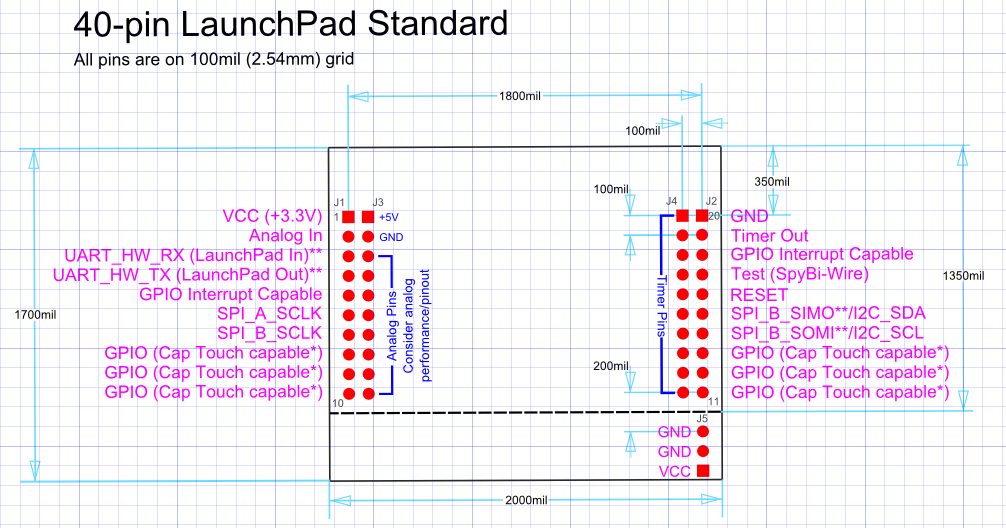 40-pin LaunchPad Standard
All pins are on 100mil (2.54mm) grid
1800mil
100mil
350mil
100mil
J1
J3
J4
J2
VCC (+3.3V)
1
+5V
20
GND
Analog In
GND
Timer Out
UART_HW_RX (LaunchPad In)**
GPIO Interrupt Capable
UART_HW_TX (LaunchPad Out)**
Test (SpyBi-Wire)
GPIO Interrupt Capable
RESET
SPI_A_SCLK
SPI_B_SIMO**/I2C_SDA
SPI_B_SCLK
SPI_B_SOMI**/I2C_SCL
GPIO (Cap Touch capable*)
GPIO (Cap Touch capable*)
GPIO (Cap Touch capable*)
GPIO (Cap Touch capable*)
GPIO (Cap Touch capable*)
GPIO (Cap Touch capable*)
Analog Pins
Consider analog
performance/pinout
Timer Pins
1700mil
1350mil
200mil
10
11
J5
GND
GND
VCC
2000mil